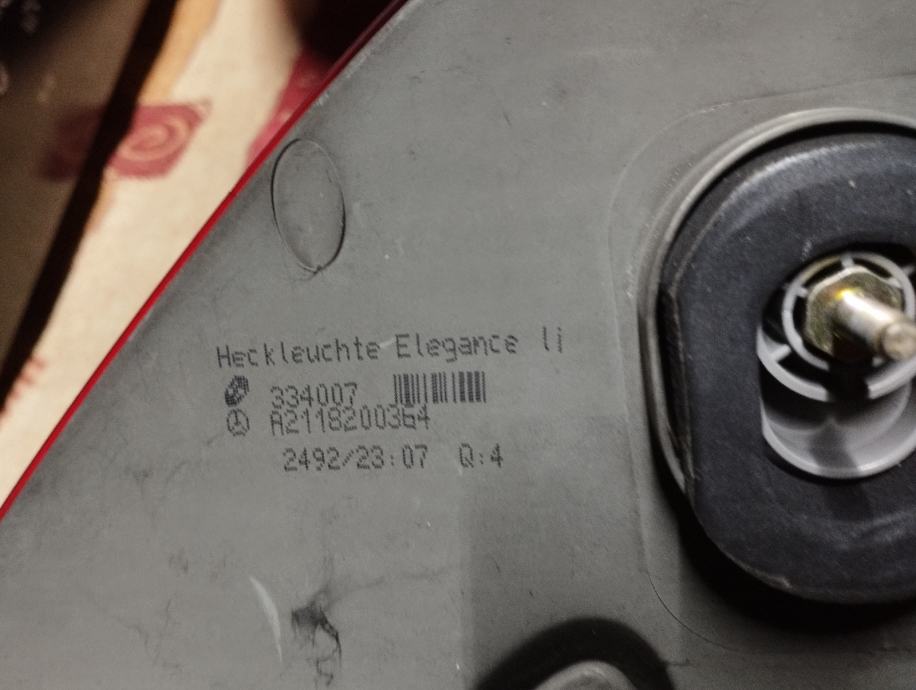 Heckleuchte Elegance li
334007
A2118200364
2492/23:07 Q:4